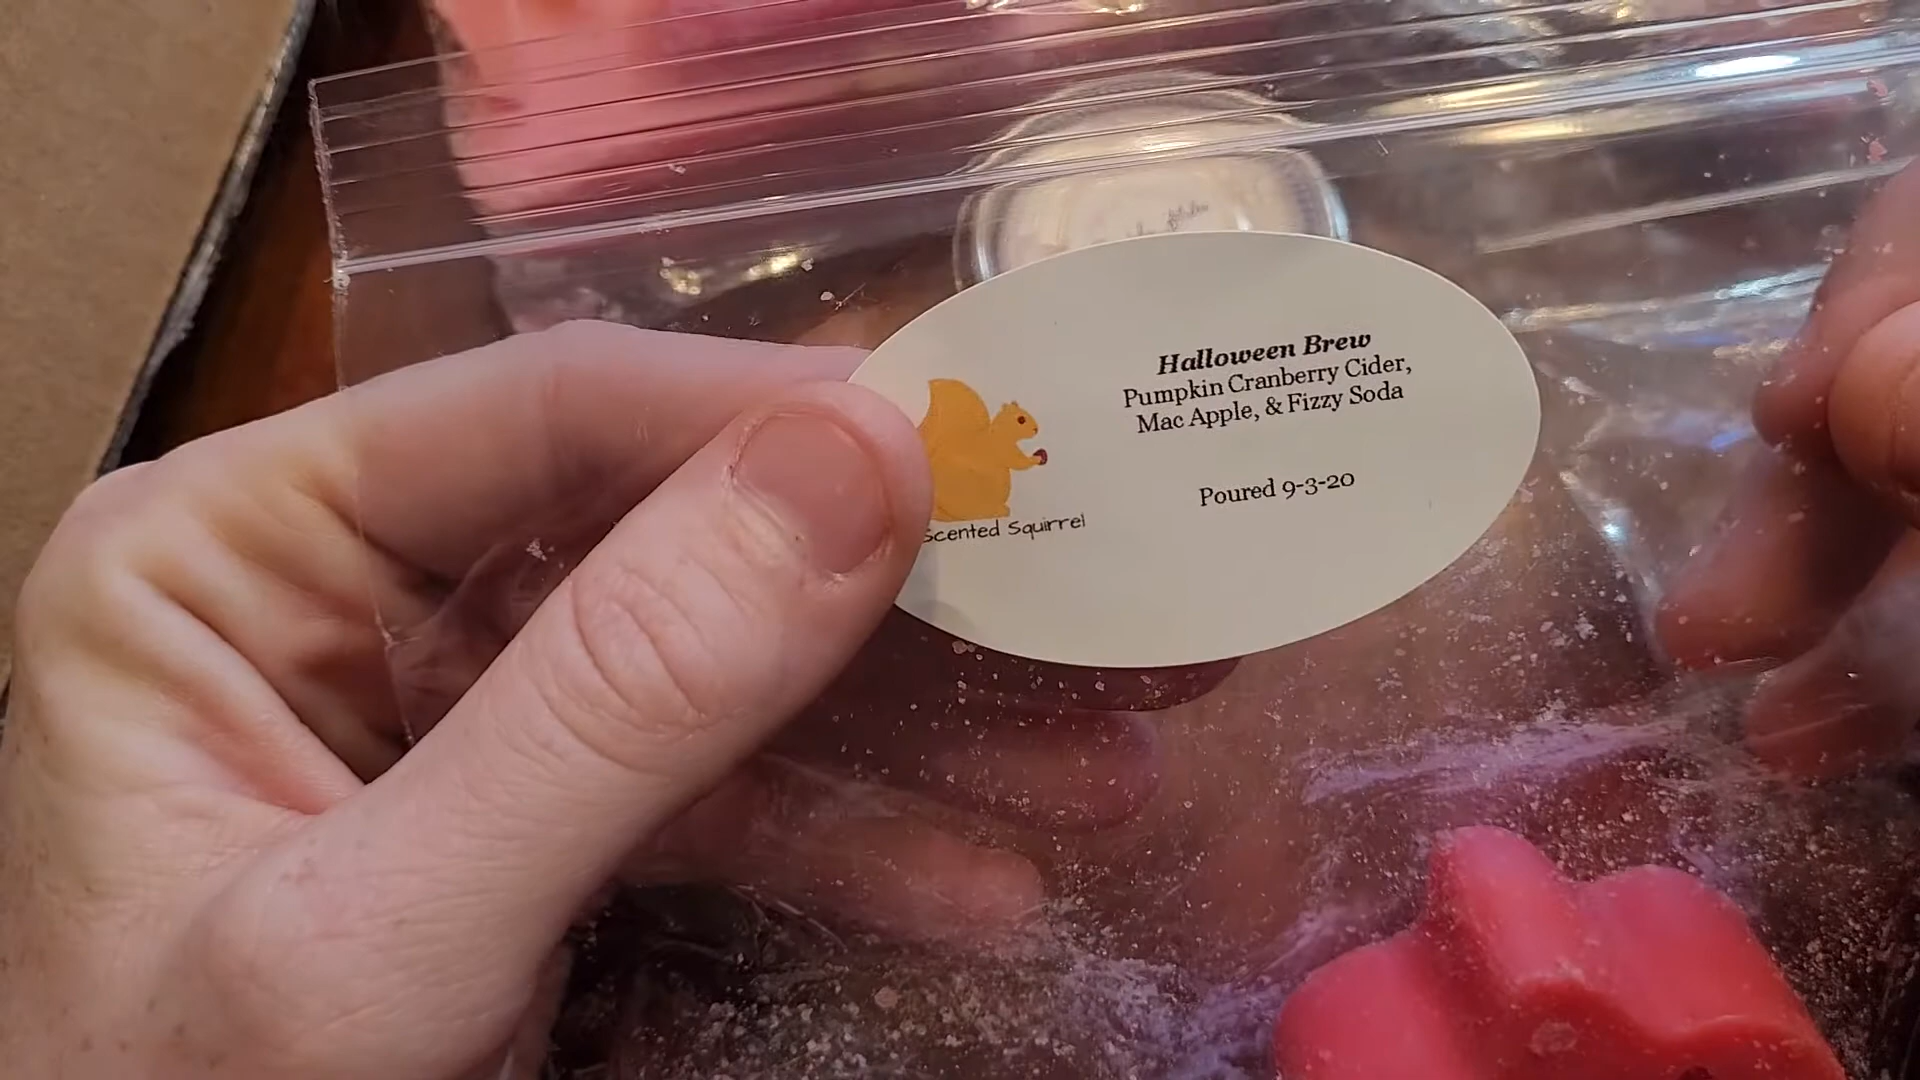 Halloween Brew
Pumpkin Cranberry Cider,
Mac Apple, & Fizzy Soda
Poured 9-3-20
Scented Squirrel